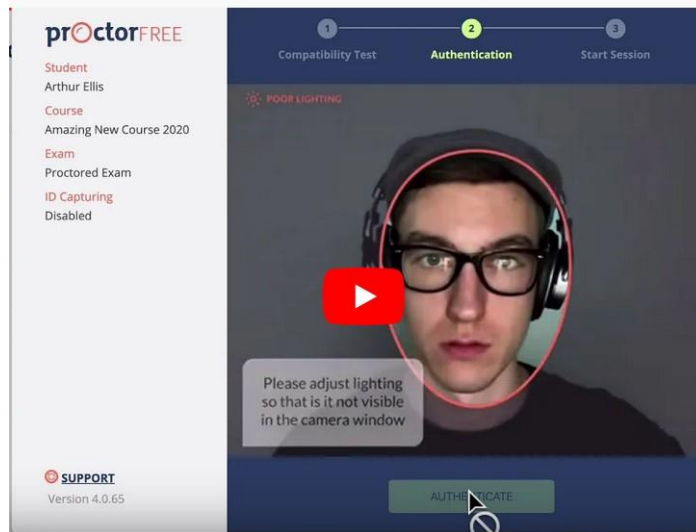 proctorFREE
Student
Arthur Ellis
Course
Amazing New Course 2020
Exam
Proctored Exam
ID Capturing
Disabled
SUPPORT
Version 4.0.65
1
2
3
Compatibility Test
Authentication
Start Session
POOR LIGHTING
Please adjust lighting
so that is it not visible
in the camera window
AUTHENTICATE